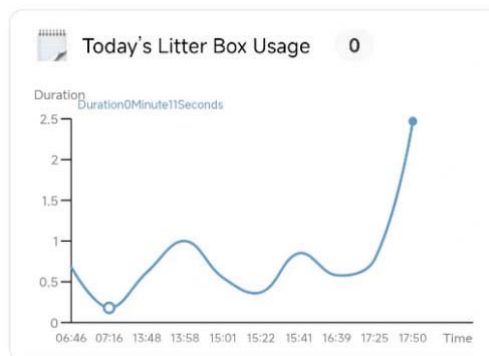 Today's Litter Box Usage 0
Duration
Duration0Minute11Seconds
2.5
2
1.5
1
0.5
0
06:46 07:16 13:48 13:58 15:01 15:22 15:41 16:39 17:25 17:50 Time